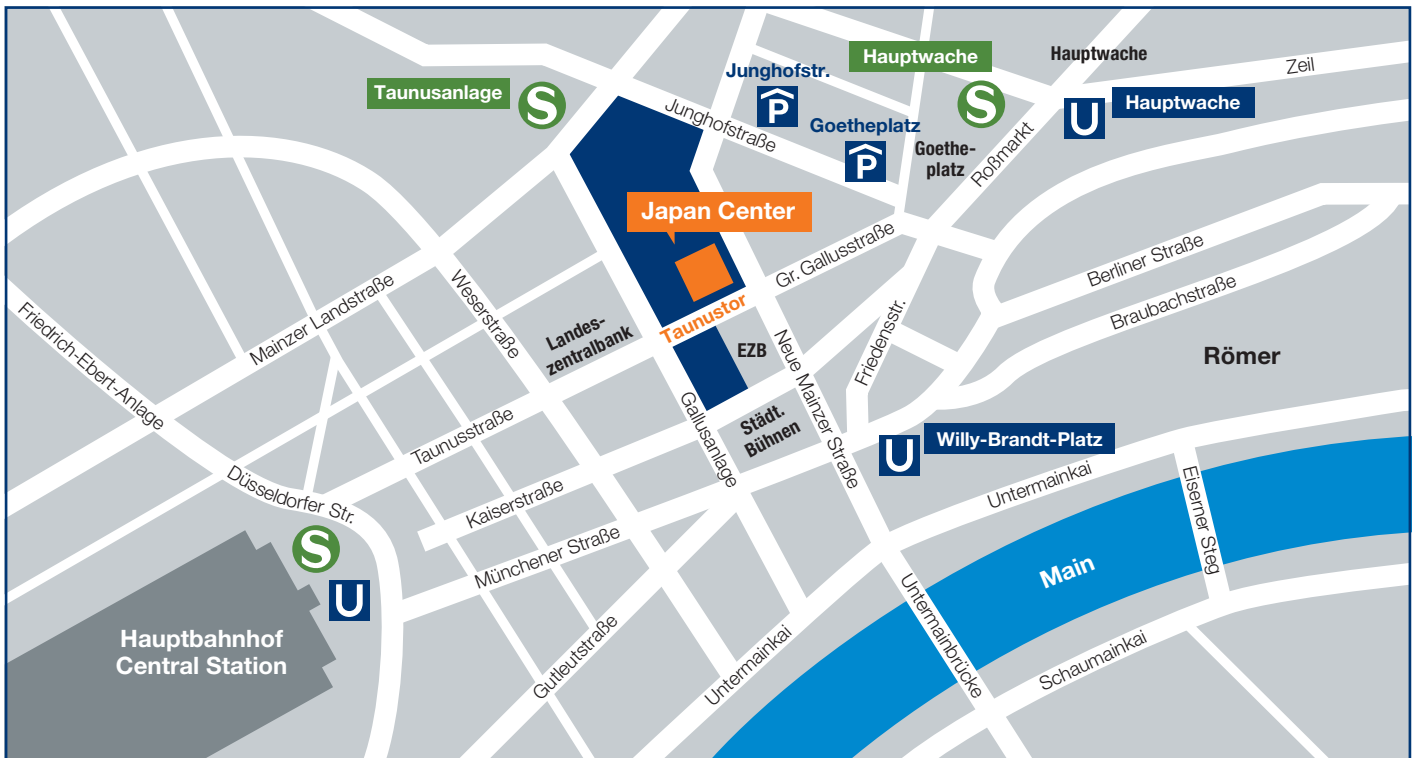 Hauptwache
Hauptwache
Zeil
Junghofstr.
P
Taunusanlage
S
S
U
Hauptwache
Junghofstraße
Goetheplatz
P
Goethe-
platz
Roßmarkt
Japan Center
Gr. Gallusstraße
Berliner Straße
Braubachstraße
Weserstraße
Mainzer Landstraße
Friedrich-Ebert-Anlage
Landes-
zentralbank
Taunustor
EZB
Neue Mainzer Straße
Friedensstr.
Römer
Gallusanlage
Städt.
Bühnen
Taunusstraße
U
Willy-Brandt-Platz
Düsseldorfer Str.
Kaiserstraße
Untermainkai
Eiserner Steg
Münchener Straße
S
U
Main
Hauptbahnhof
Central Station
Gutleutstraße
Untermainkai
Untermainbrücke
Schaumainkai